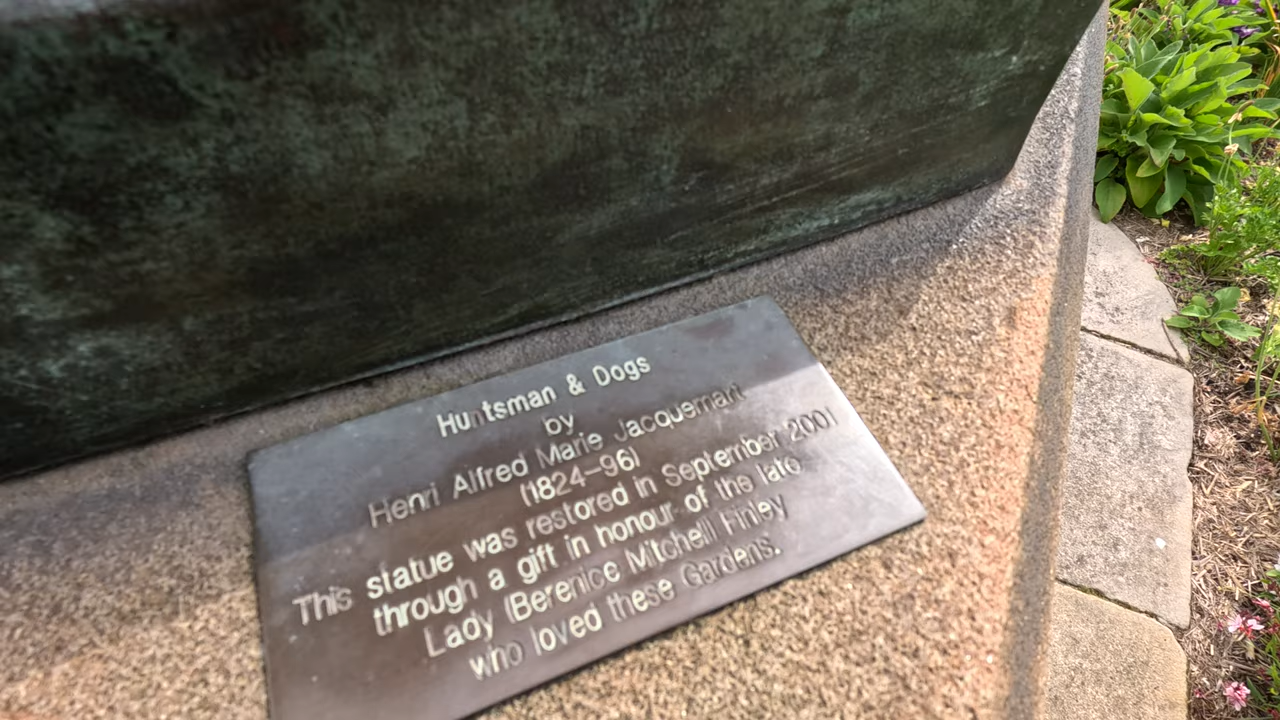 Huntsman & Dogs
by
Henri Alfred Marie Jacquemart
(1824–96)
This statue was restored in September 2001
through a gift in honour of the late
Lady (Berenice Mitchell) Finley
who loved these Gardens.